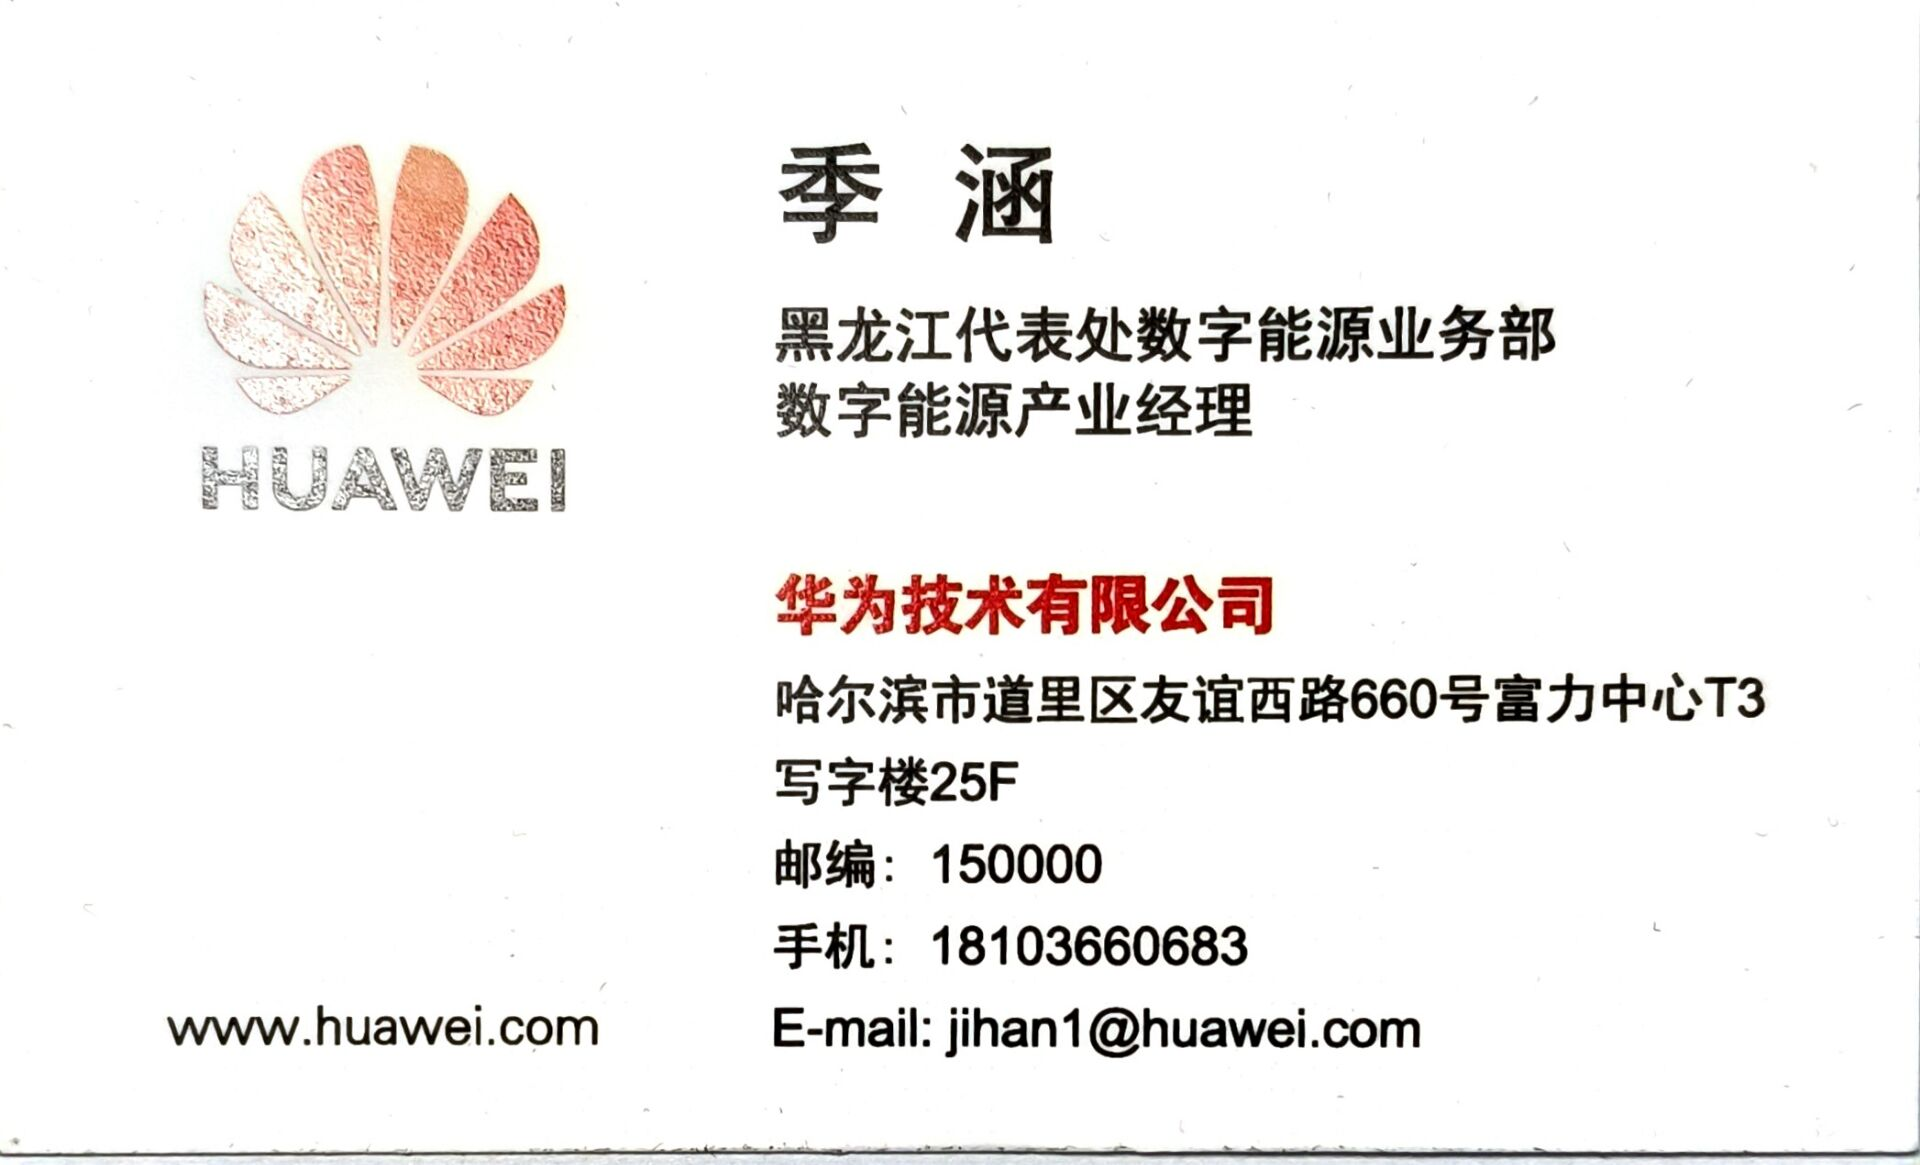 HUAWEI
www.huawei.com
季 涵
黑龙江代表处数字能源业务部
数字能源产业经理
华为技术有限公司
哈尔滨市道里区友谊西路660号富力中心T3
写字楼25F
邮编：150000
手机：18103660683
E-mail: jihan1@huawei.com